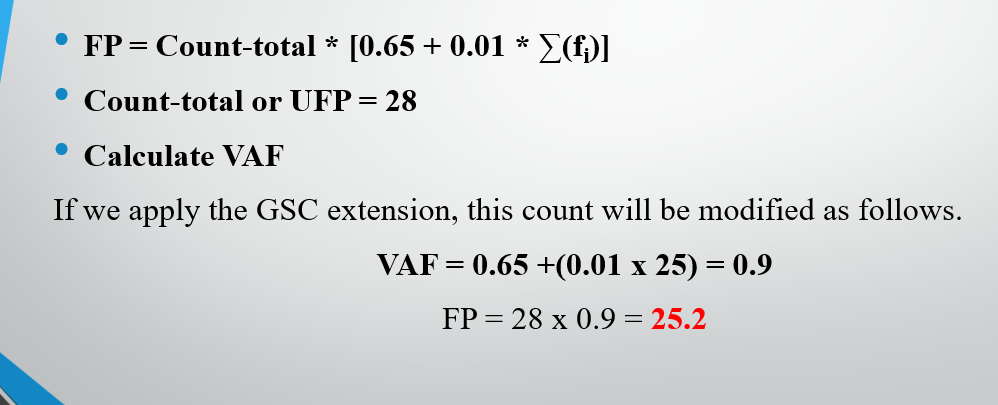 • FP = Count-total * [0.65 + 0.01 * ∑(fᵢ)]
• Count-total or UFP = 28
• Calculate VAF
If we apply the GSC extension, this count will be modified as follows.
VAF = 0.65 +(0.01 x 25) = 0.9
FP = 28 x 0.9 = 25.2